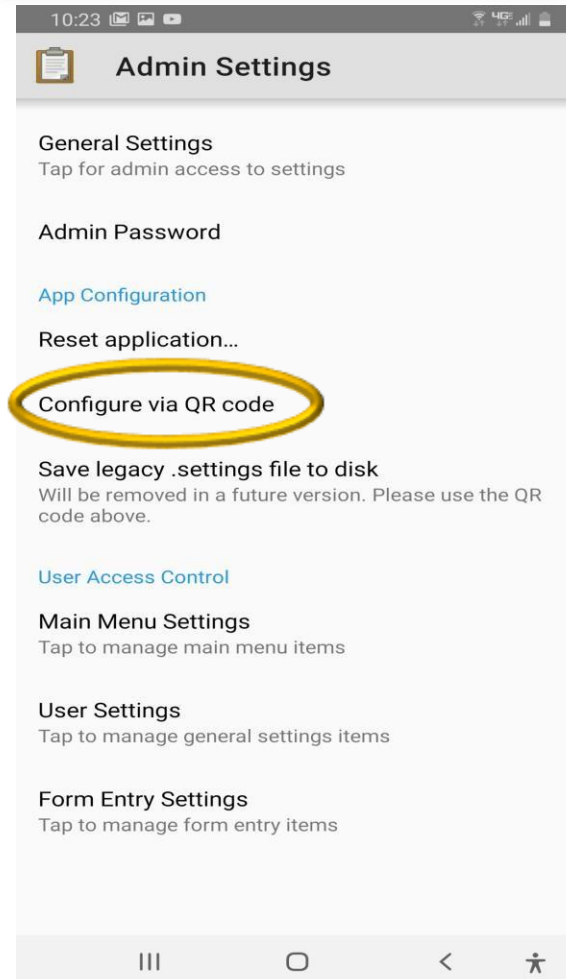 10:23
4GE
Admin Settings
General Settings
Tap for admin access to settings
Admin Password
App Configuration
Reset application...
Configure via QR code
Save legacy .settings file to disk
Will be removed in a future version. Please use the QR
code above.
User Access Control
Main Menu Settings
Tap to manage main menu items
User Settings
Tap to manage general settings items
Form Entry Settings
Tap to manage form entry items